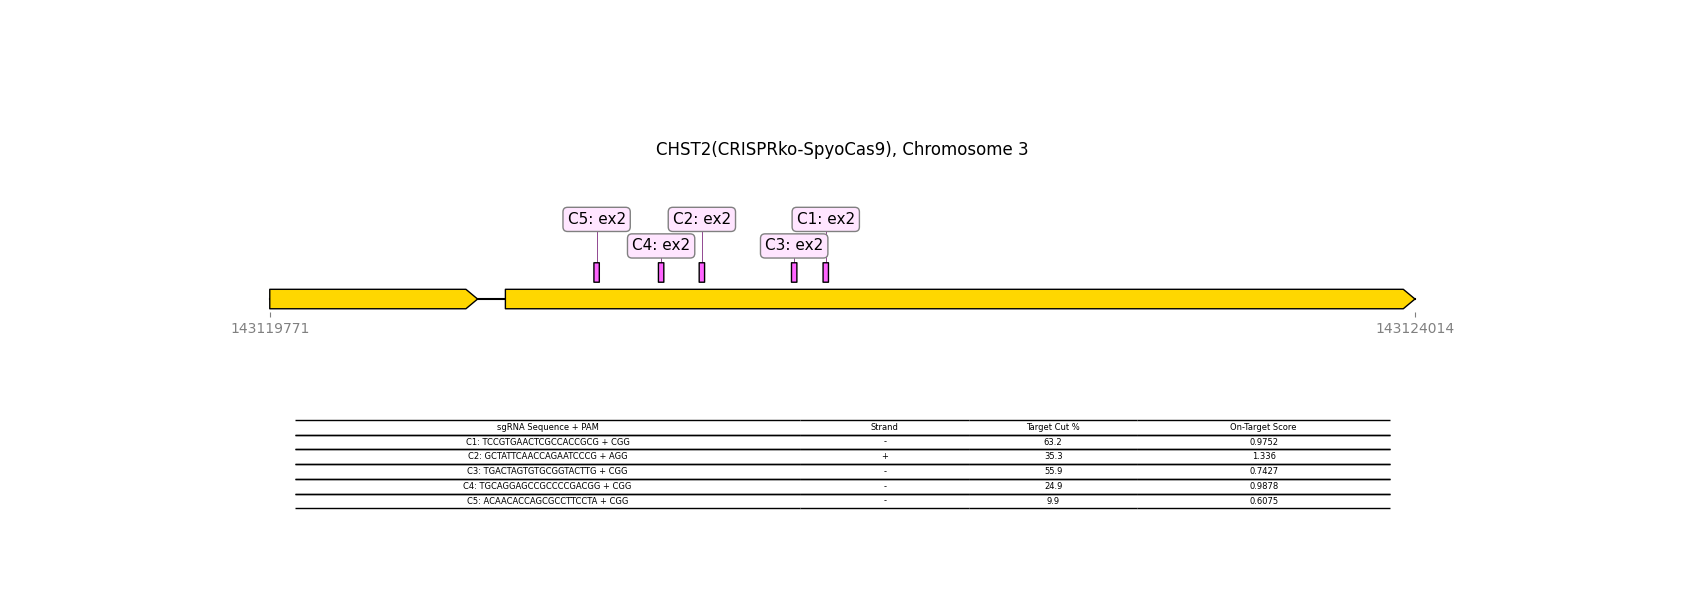 CHST2(CRISPRko-SpyoCas9), Chromosome 3
C5: ex2 C2: ex2 C1: ex2
C4: ex2 C3: ex2
143119771 143124014
sgRNA Sequence + PAM Strand Target Cut % On-Target Score
C1: TCCGTGAACTCGCCACCGCG + CGG - 63.2 0.9752
C2: GCTATTCAACCAGAATCCCG + AGG + 35.3 1.336
C3: TGACTAGTGTGCGGTACTTG + CGG - 55.9 0.7427
C4: TGCAGGAGCCGCCCCGACGG + CGG - 24.9 0.9878
C5: ACAACACCAGCGCCTTCCTA + CGG - 9.9 0.6075